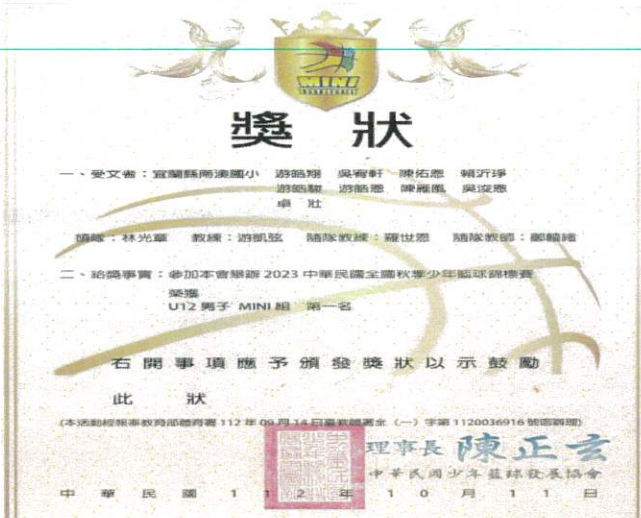 MINI
獎狀
一、受文者：宜蘭縣南澳國小 游皓翔 吳宥軒 陳佑恩 賴沂琤
游皓駿 游皓恩 陳羅凰 吳浚恩
卓壯
領隊：林光章 教練：游凱弦 隨隊教練：羅世恩 隨隊教師：
二、給獎事實：參加本會舉辦 2023 中華民國全國秋季少年籃球錦標賽
榮獲
U12 男子 MINI 組 第一名
右開事項應予頒發獎狀以示鼓勵
此狀
(本活動經報奉教育部體育署 112 年 09 月 14 日臺教體署全（一）字第 1120036916 號函辦理)
理事長 陳正玄
中華民國少年籃球發展協會
中華民國 112 年 10 月 11 日